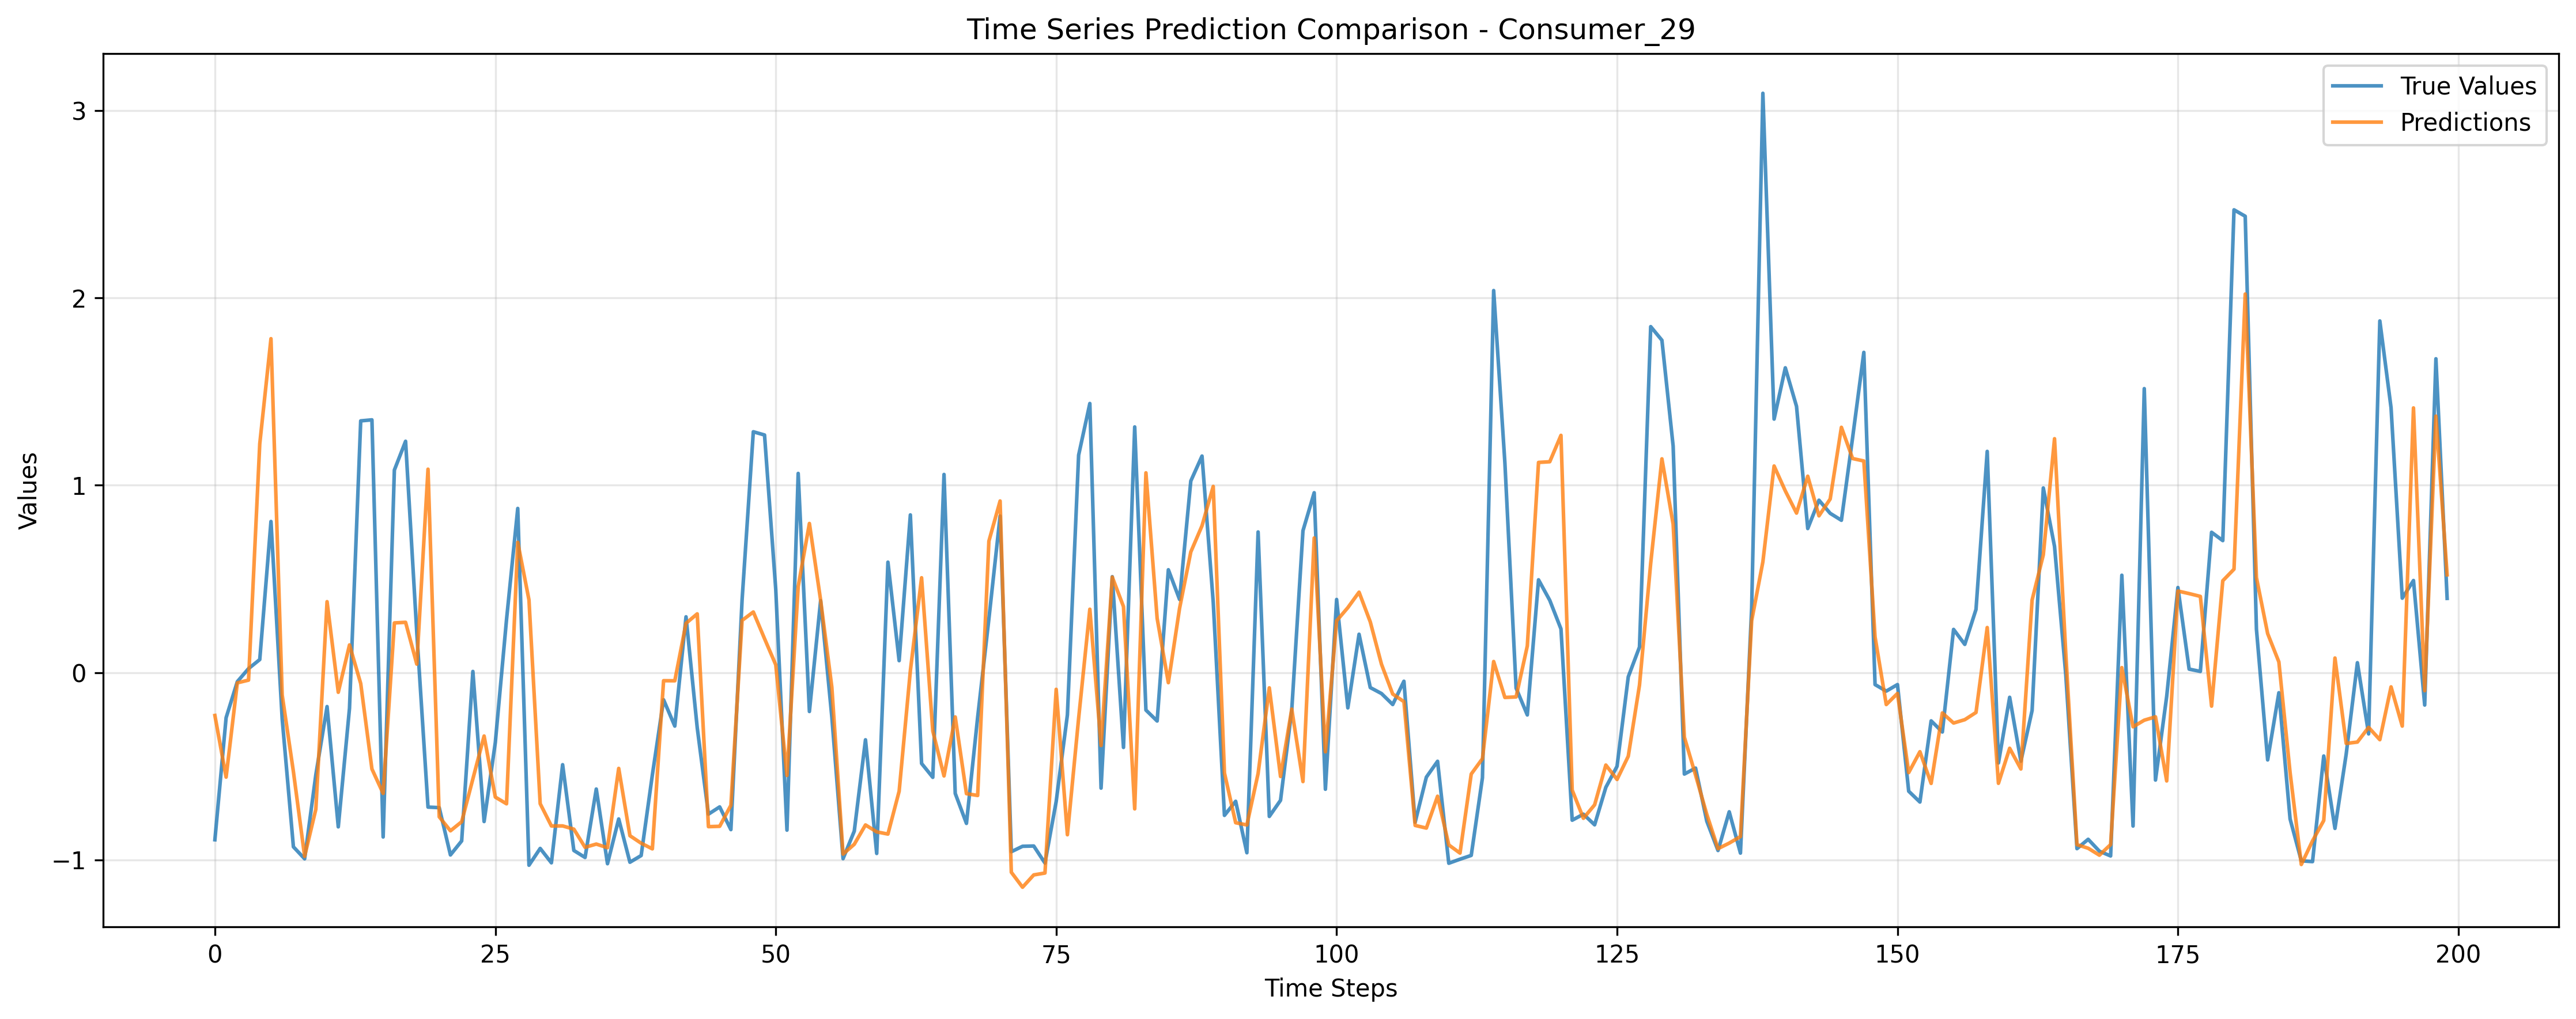 Time Series Prediction Comparison - Consumer_29
True Values
Predictions
Values
3
2
1
0
−1
0 25 50 75 100 125 150 175 200
Time Steps